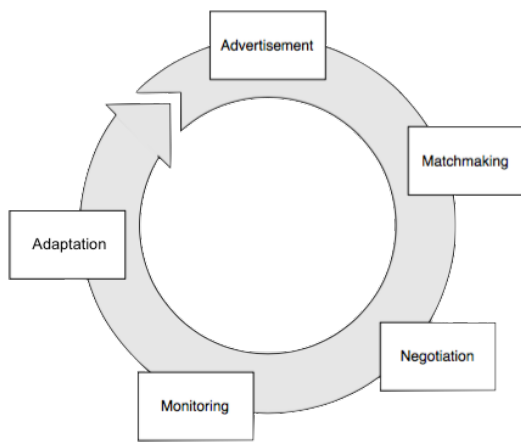 Advertisement
Matchmaking
Negotiation
Monitoring
Adaptation